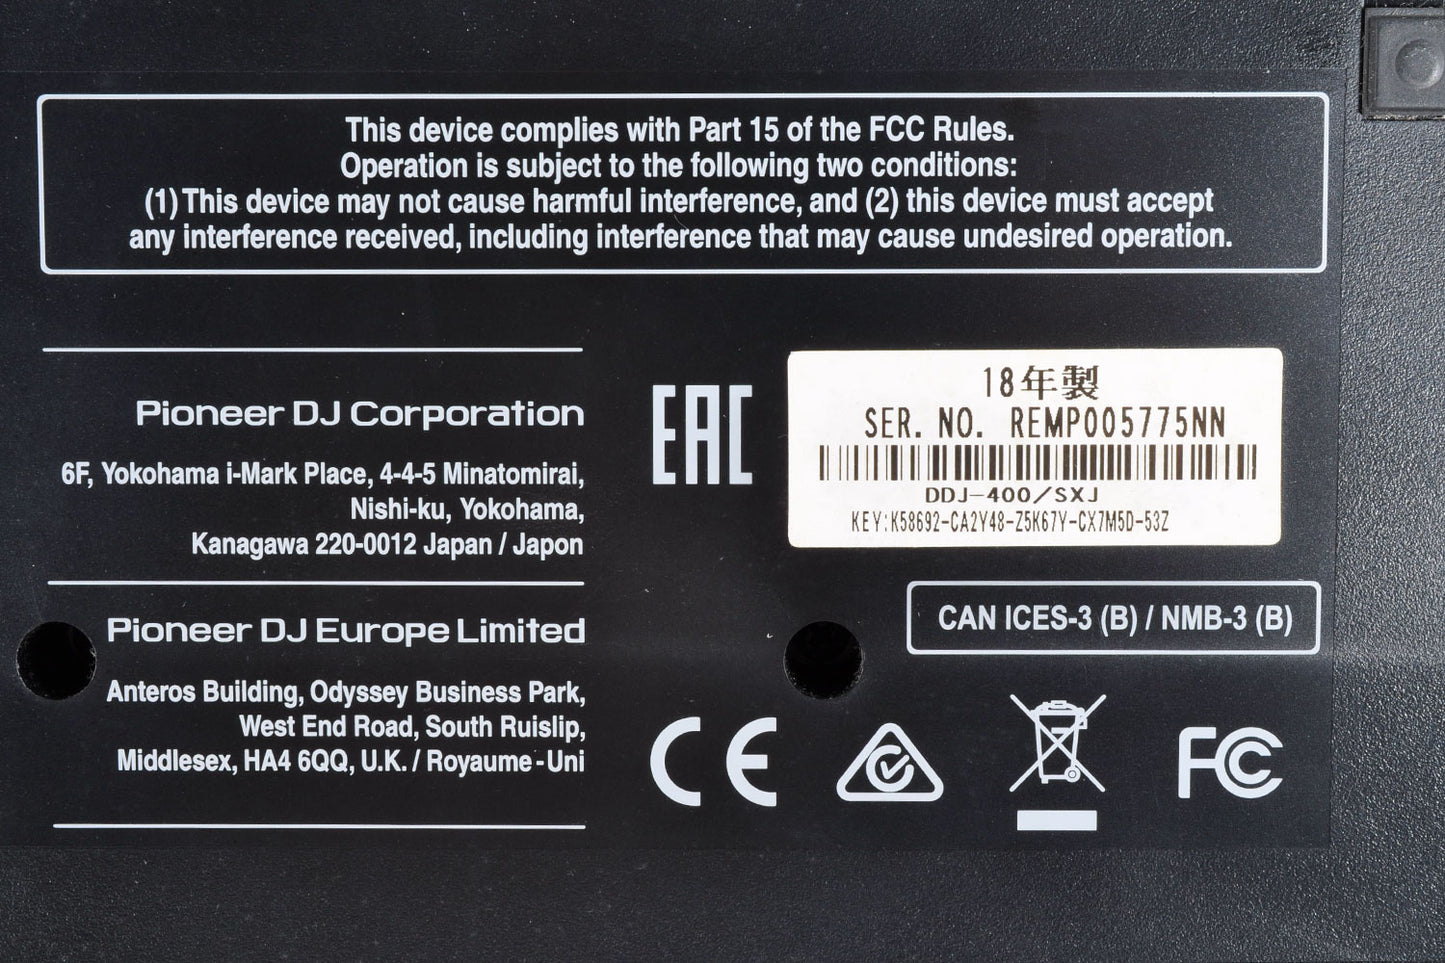 This device complies with Part 15 of the FCC Rules.
Operation is subject to the following two conditions:
(1) This device may not cause harmful interference, and (2) this device must accept
any interference received, including interference that may cause undesired operation.
Pioneer DJ Corporation
6F, Yokohama i-Mark Place, 4-4-5 Minatomirai,
Nishi-ku, Yokohama,
Kanagawa 220-0012 Japan / Japon
Pioneer DJ Europe Limited
Anteros Building, Odyssey Business Park,
West End Road, South Ruislip,
Middlesex, HA4 6QQ, U.K. / Royaume-Uni
EAC
18年製
SER. NO. REMP005775NN
DDJ-400/SXJ
KEY:K58692-CA2Y48-Z5K67Y-CX7M5D-53Z
CAN ICES-3 (B) / NMB-3 (B)
CE
FC